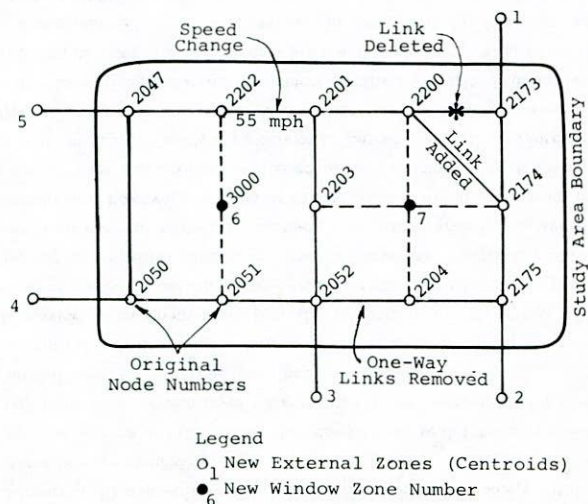 1
Speed
Change
Link
Deleted
2047
2202
2201
2200
2173
5
55 mph
Link
Added
3000
6
2203
7
2174
2050
2051
2052
2204
2175
4
Study Area Boundary
Original
Node Numbers
One-Way
Links Removed
3
2
Legend
1 New External Zones (Centroids)
6 New Window Zone Number